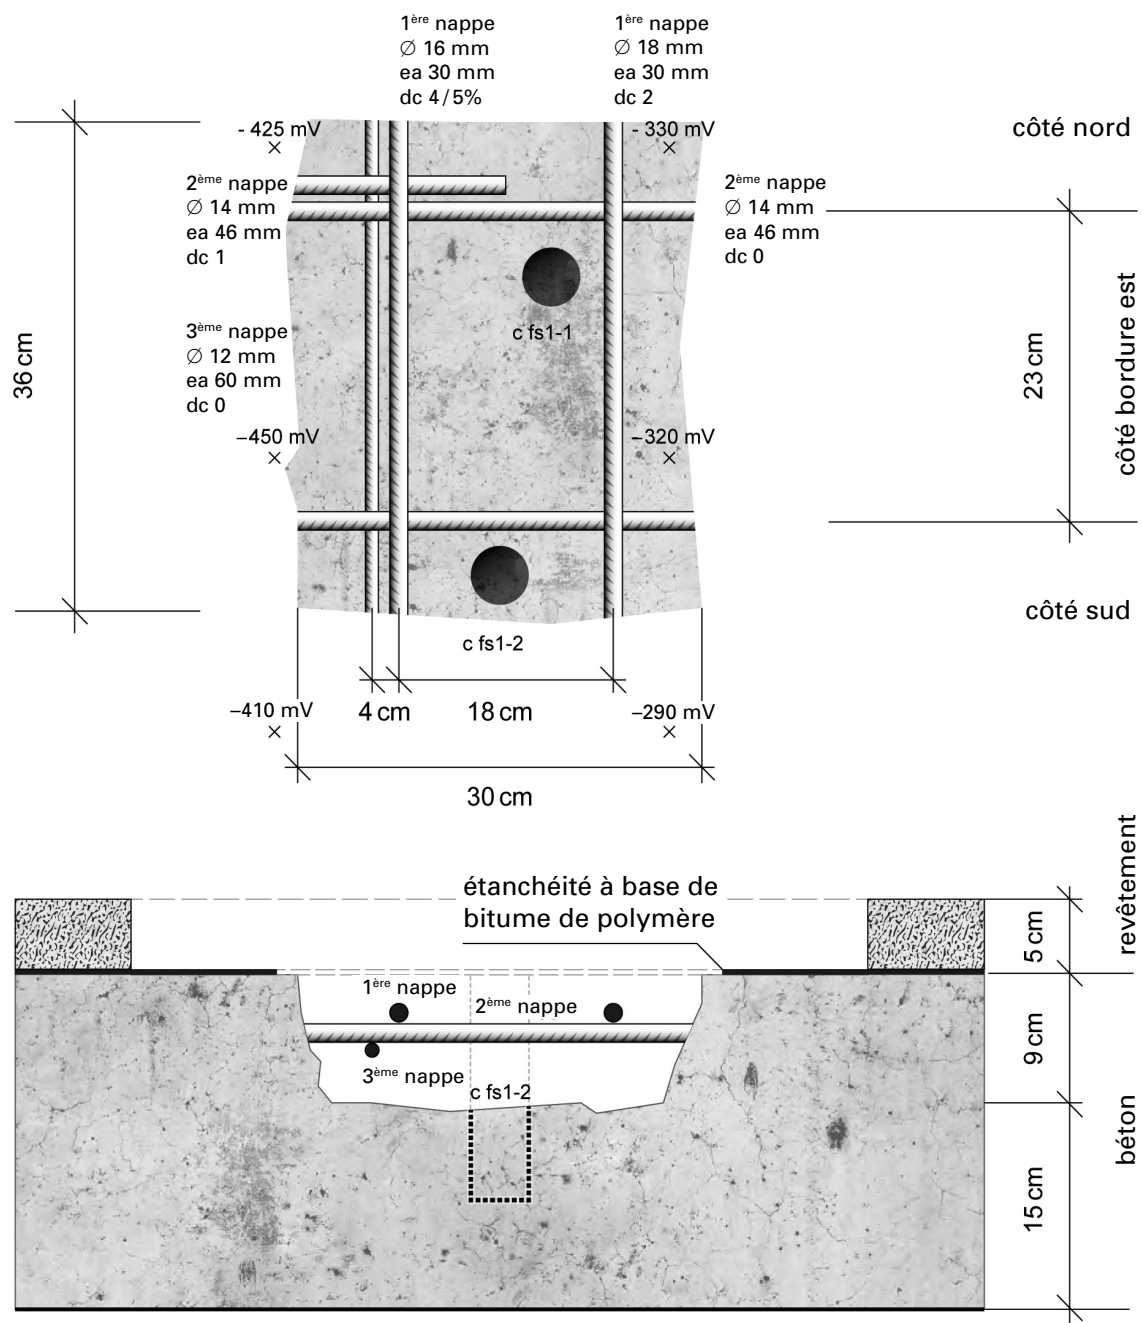 1ère nappe
Ø 16 mm
ea 30 mm
dc 4/5%
1ère nappe
Ø 18 mm
ea 30 mm
dc 2
- 425 mV
- 330 mV
côté nord
2ème nappe
Ø 14 mm
ea 46 mm
dc 1
2ème nappe
Ø 14 mm
ea 46 mm
dc 0
3ème nappe
Ø 12 mm
ea 60 mm
dc 0
c fs1-1
36 cm
23 cm
côté bordure est
–450 mV
–320 mV
côté sud
c fs1-2
–410 mV
4 cm
18 cm
–290 mV
30 cm
étanchéité à base de
bitume de polymère
revêtement
5 cm
1ère nappe
2ème nappe
3ème nappe
c fs1-2
9 cm
béton
15 cm